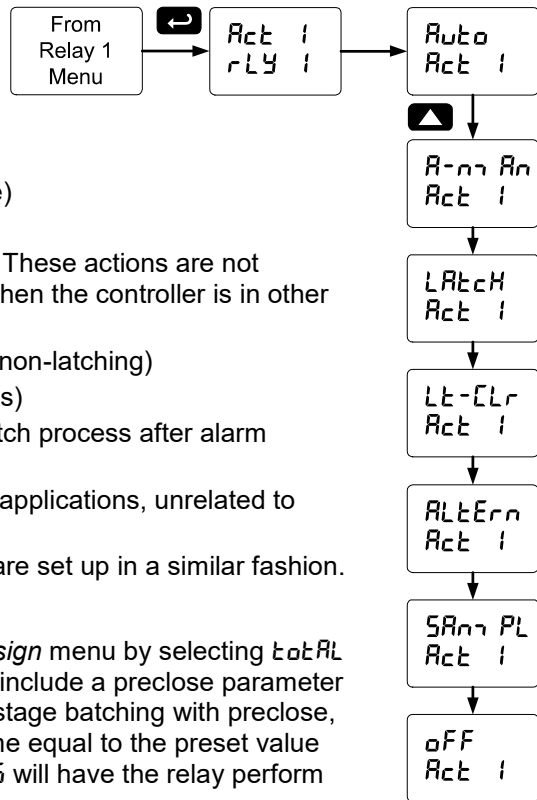 From
Relay 1
Menu
Act 1
rLY 1
Auto
Act 1
A-man
Act 1
LAtcH
Act 1
Lt-CLr
Act 1
ALtErn
Act 1
SAmPL
Act 1
oFF
Act 1
e)
These actions are not
hen the controller is in other
non-latching)
s)
tch process after alarm
applications, unrelated to
are set up in a similar fashion.
sign menu by selecting totAL
include a preclose parameter
stage batching with preclose,
ne equal to the preset value
will have the relay perform